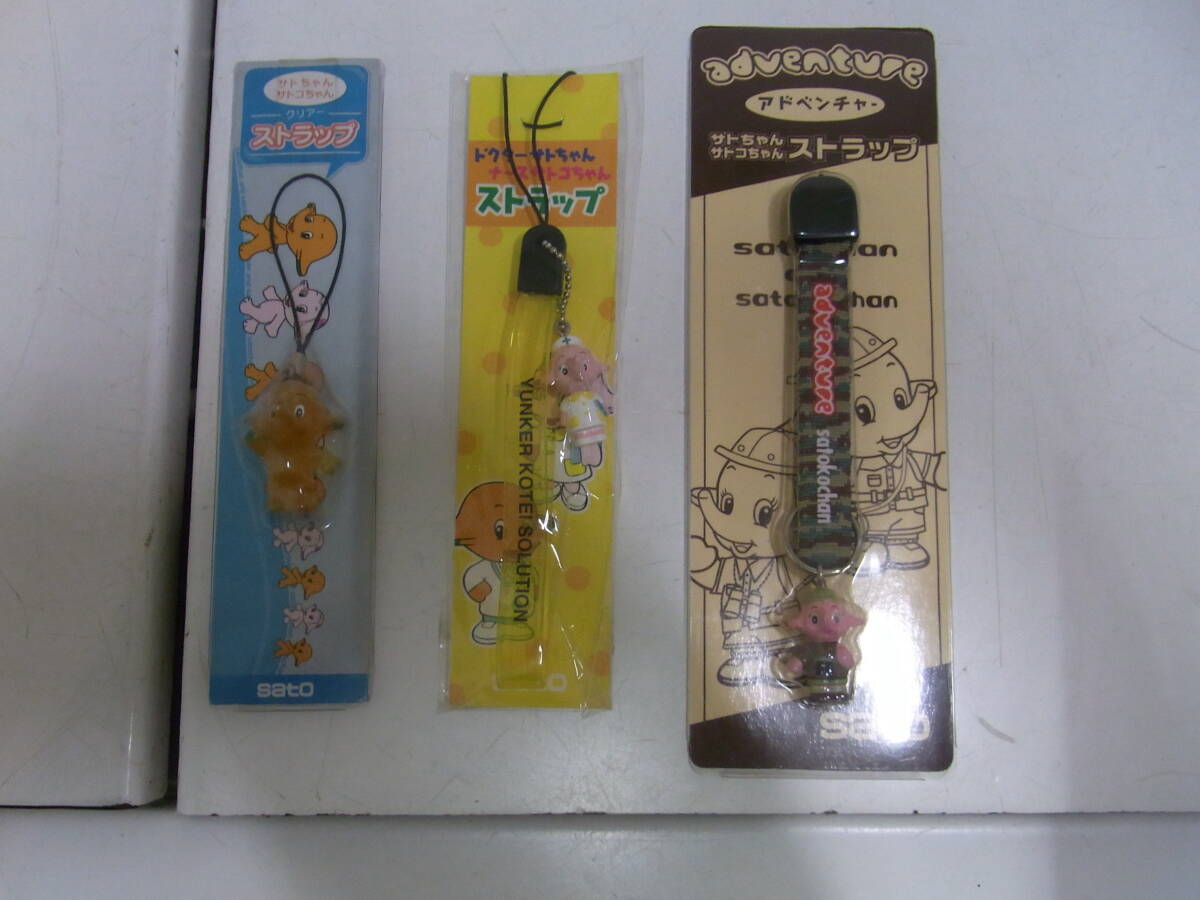 サトちゃん
サトコちゃん
クリアー
ストラップ
sato
ドクターサトちゃん
ナースサトコちゃん
ストラップ
YUNKER KOTEI SOLUTION
adventure
アドベンチャー
サトちゃん
サトコちゃん
ストラップ
adventure satokochan
sato